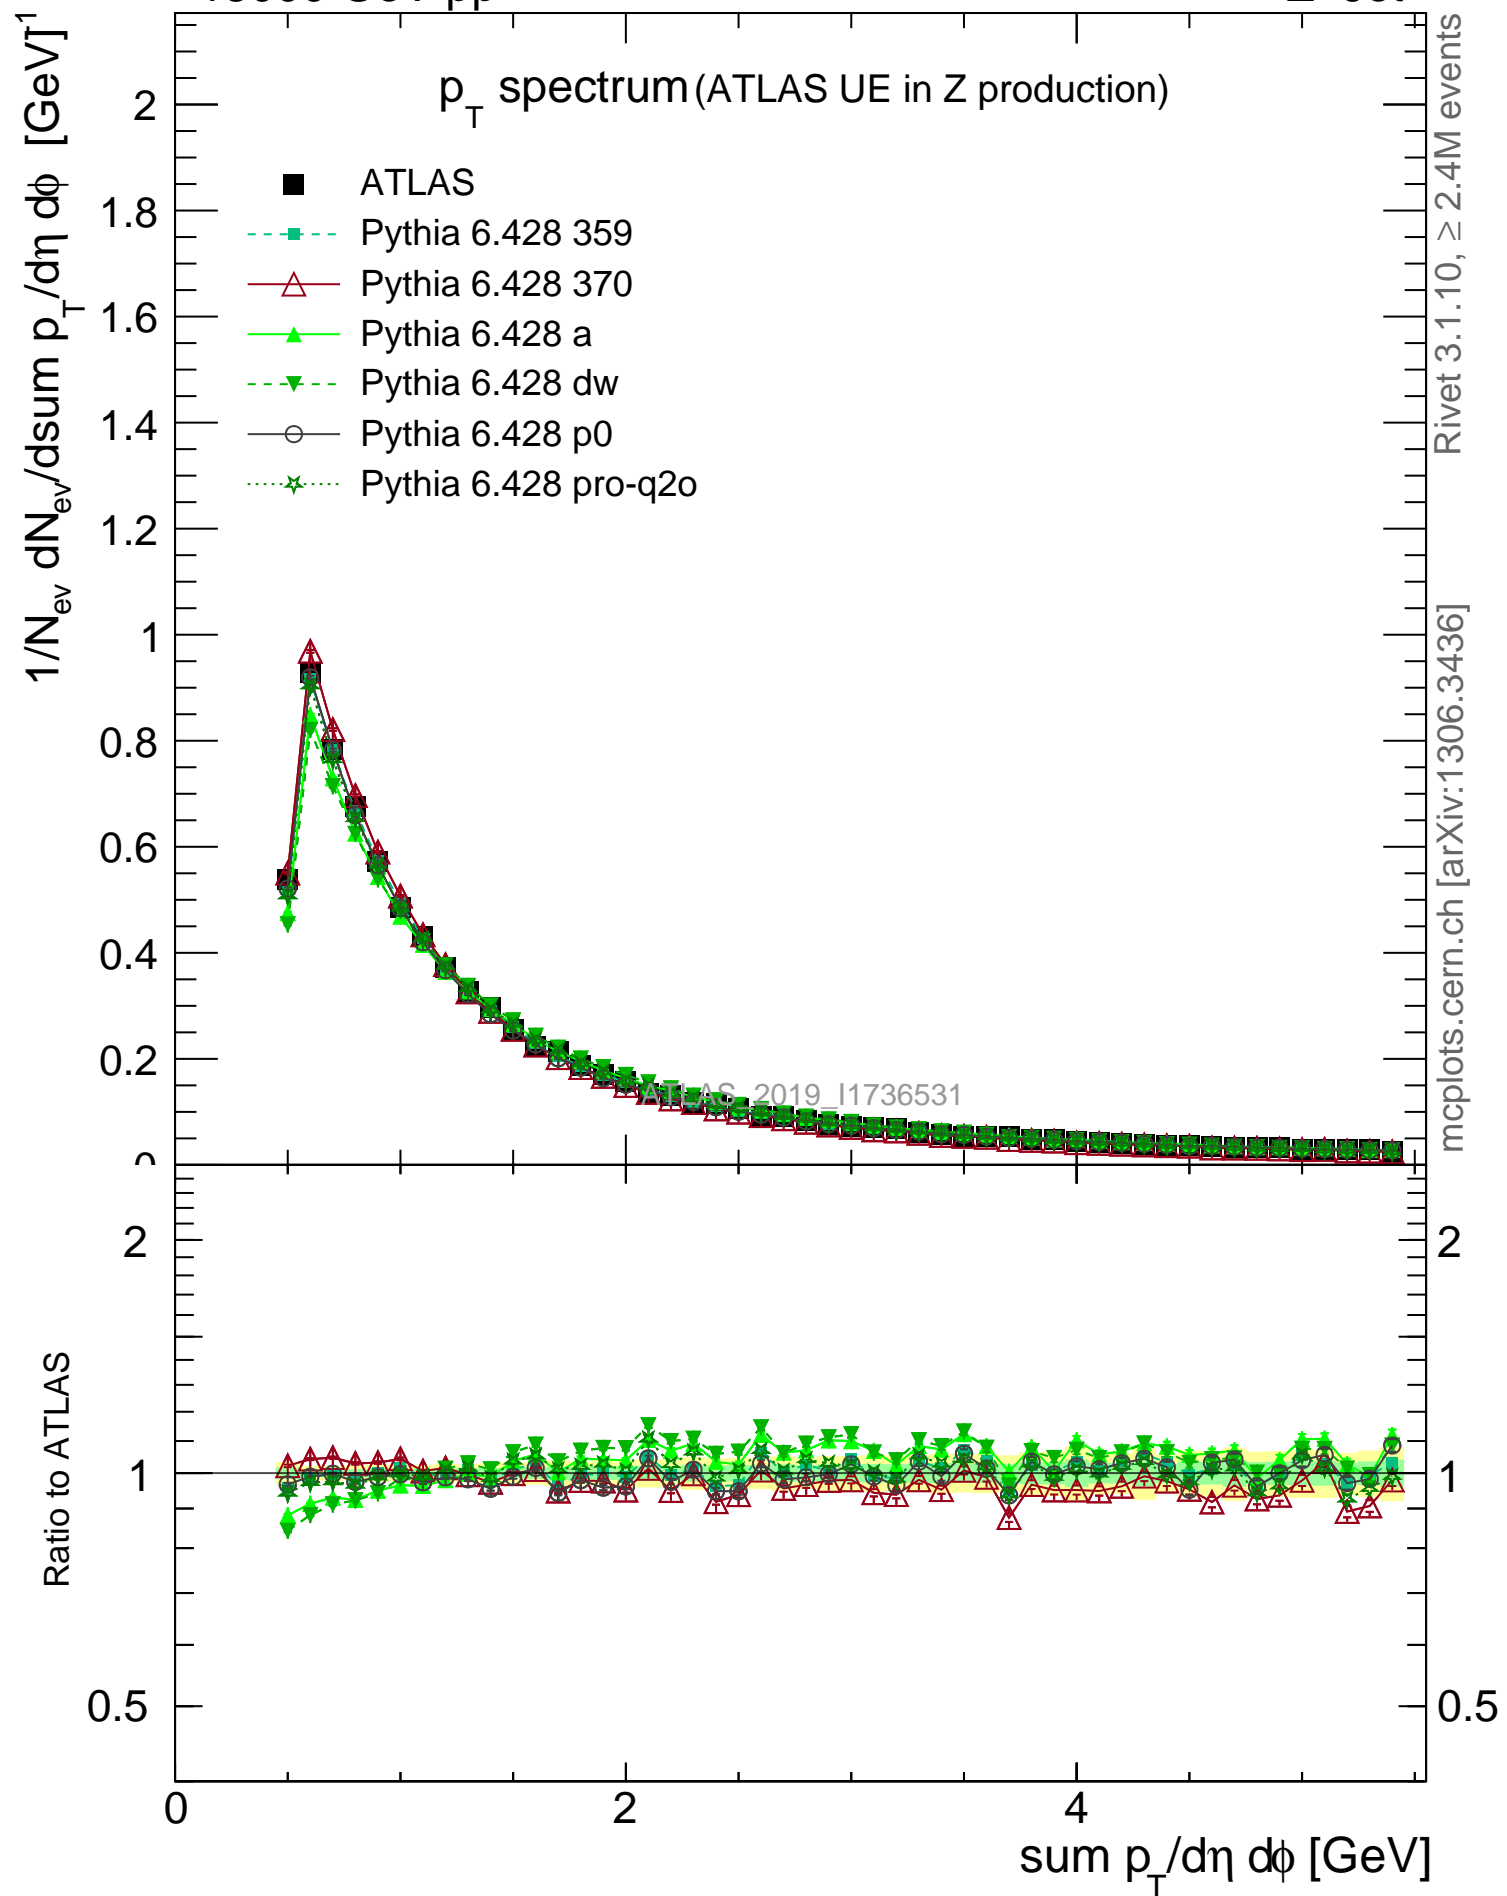 p_T spectrum (ATLAS UE in Z production)
ATLAS
Pythia 6.428 359
Pythia 6.428 370
Pythia 6.428 a
Pythia 6.428 dw
Pythia 6.428 p0
Pythia 6.428 pro-q2o
1/N_ev dN_ev/dsum p_T/dη dϕ [GeV]^-1
2
1.8
1.6
1.4
1.2
1
0.8
0.6
0.4
0.2
0
ATLAS_2019_I1736531
Rivet 3.1.10, ≥ 2.4M events
mcplots.cern.ch [arXiv:1306.3436]
Ratio to ATLAS
2
1
0.5
2
1
0.5
0
2
4
sum p_T/dη dϕ [GeV]